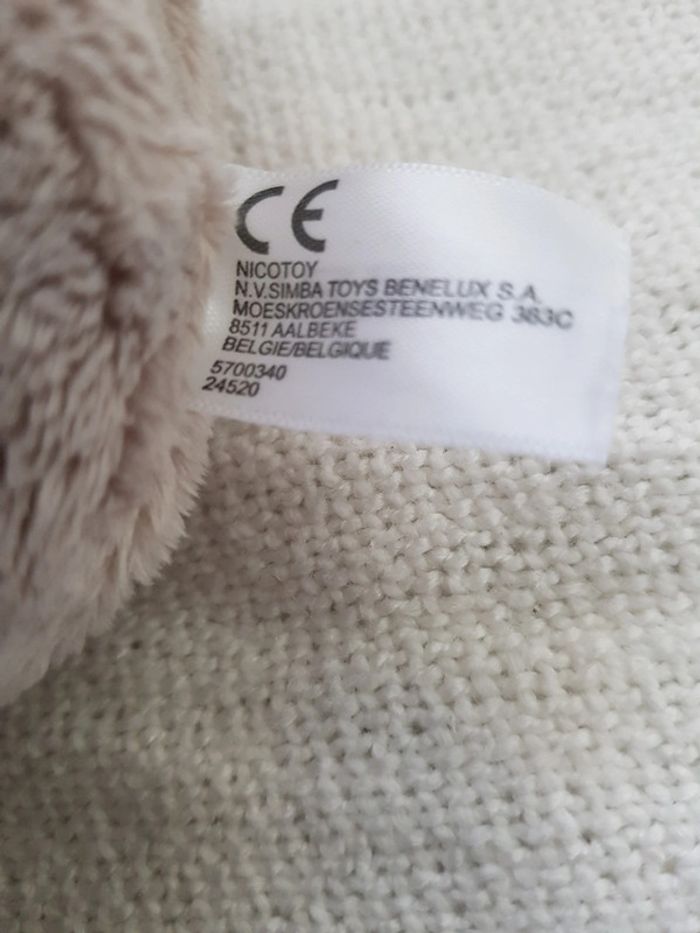 CE
NICOTOY
N.V.SIMBA TOYS BENELUX S.A.
MOESKROENSESTEENWEG 383C
8511 AALBEKE
BELGIE/BELGIQUE
5700340
24520